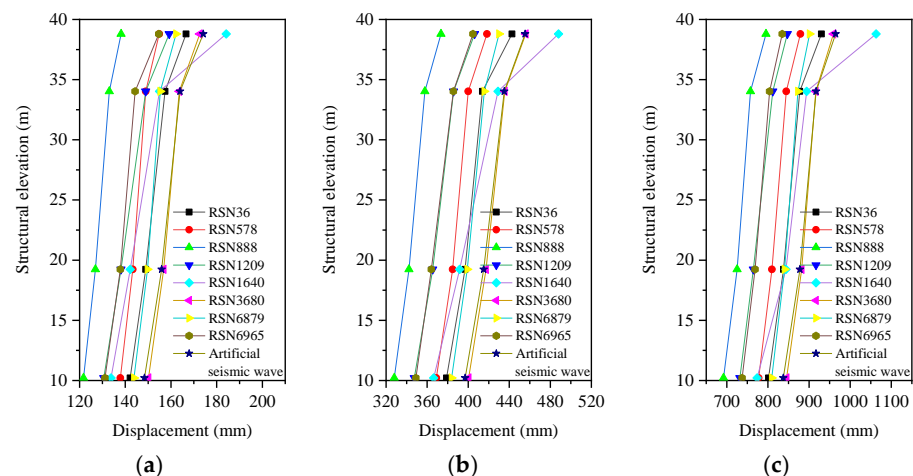 40
35
30
25
20
15
10
Structural elevation (m)
RSN36
RSN578
RSN888
RSN1209
RSN1640
RSN3680
RSN6879
RSN6965
Artificial
seismic wave
120 140 160 180 200
Displacement (mm)
(a)
40
35
30
25
20
15
10
Structural elevation (m)
RSN36
RSN578
RSN888
RSN1209
RSN1640
RSN3680
RSN6879
RSN6965
Artificial
seismic wave
320 360 400 440 480 520
Displacement (mm)
(b)
40
35
30
25
20
15
10
Structural elevation (m)
RSN36
RSN578
RSN888
RSN1209
RSN1640
RSN3680
RSN6879
RSN6965
Artificial
seismic wave
700 800 900 1000 1100
Displacement (mm)
(c)